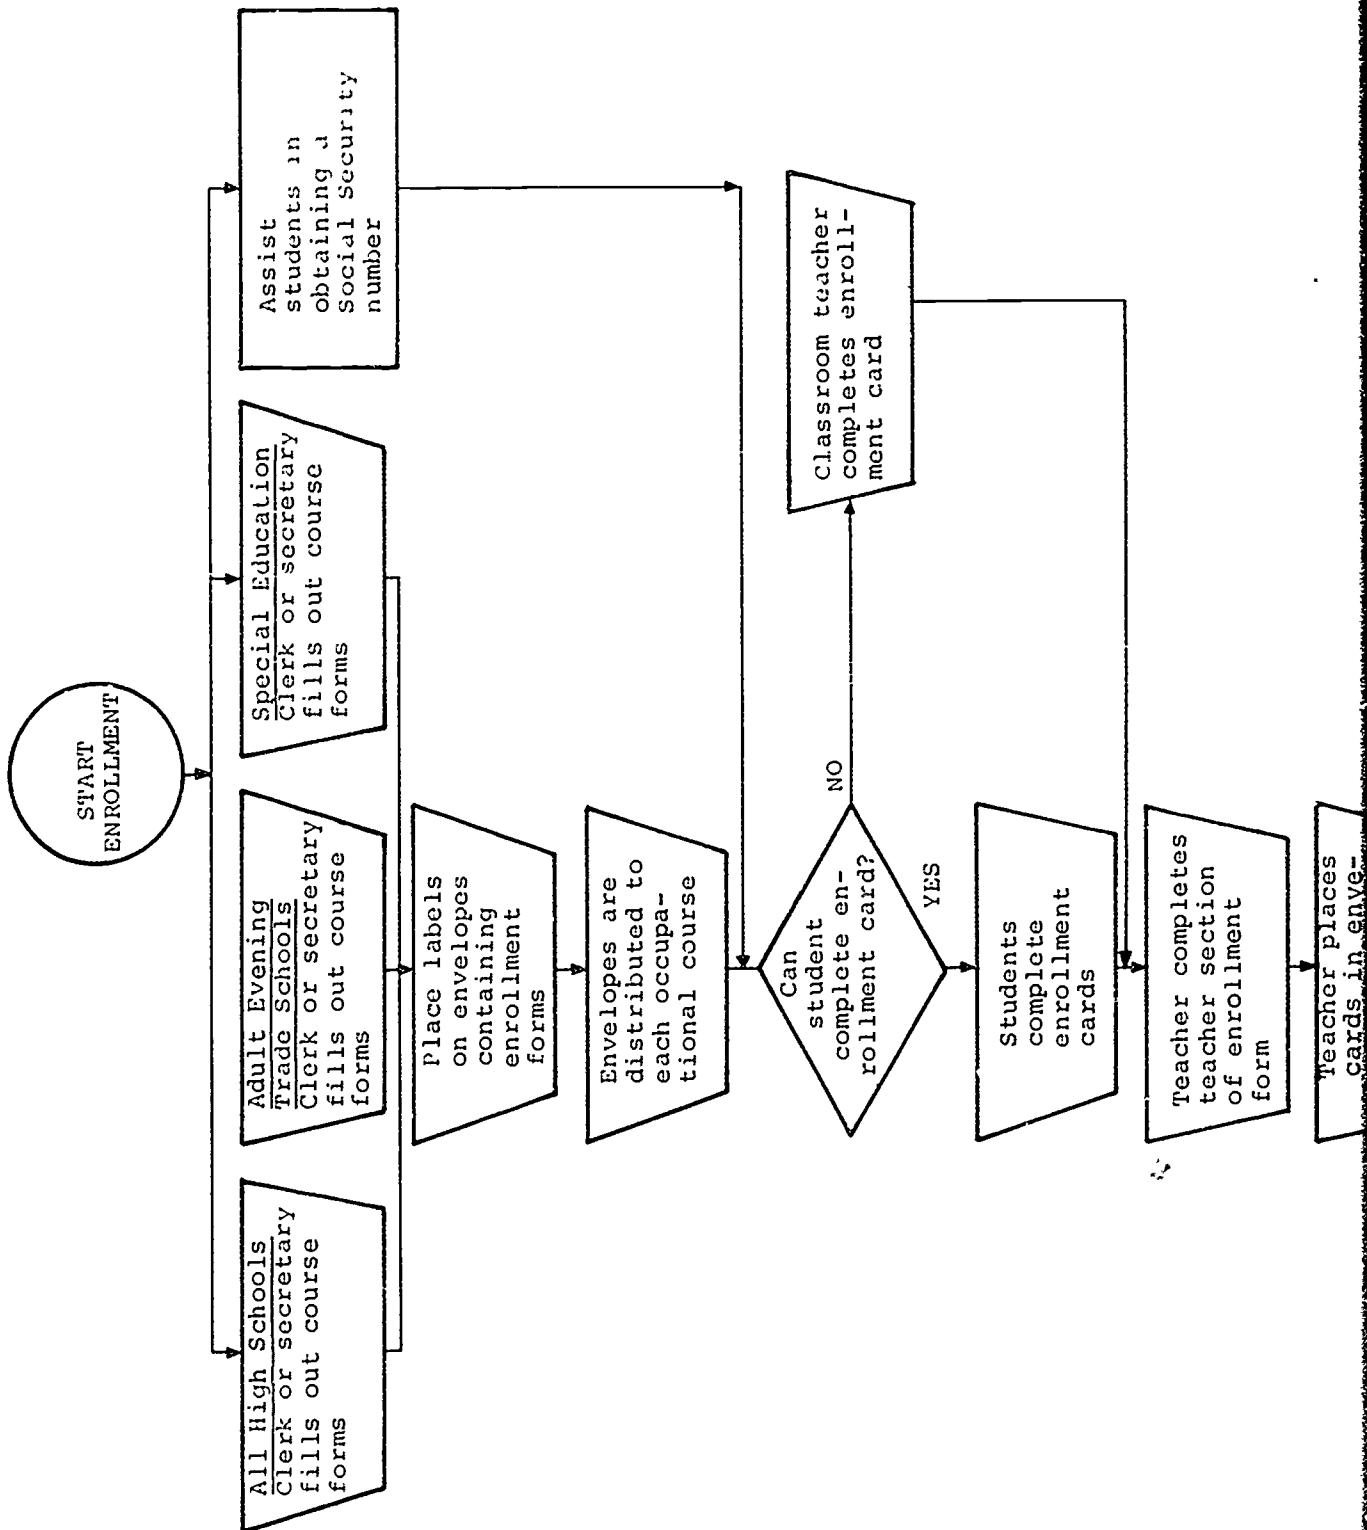 START
ENROLLMENT
All High Schools
Clerk or secretary
fills out course
forms
Adult Evening
Trade Schools
Clerk or secretary
fills out course
forms
Special Education
Clerk or secretary
fills out course
forms
Assist
students in
obtaining a
Social Security
number
Place labels
on envelopes
containing
enrollment
forms
Envelopes are
distributed to
each occupa-
tional course
Can
student
complete en-
rollment card?
NO
YES
Classroom teacher
completes enroll-
ment card
Students
complete
enrollment
cards
Teacher completes
teacher section
of enrollment
form
Teacher places
cards in enve-